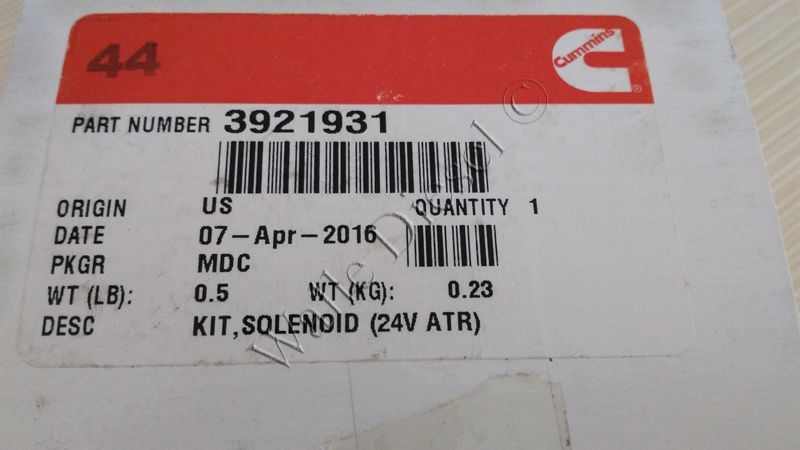 44
Cummins
®
PART NUMBER 3921931
ORIGIN US QUANTITY 1
DATE 07-Apr-2016
PKGR MDC
WT (LB): 0.5 WT (KG): 0.23
DESC KIT,SOLENOID (24V ATR)